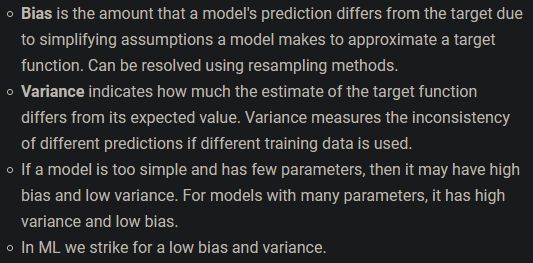 Bias is the amount that a model's prediction differs from the target due
to simplifying assumptions a model makes to approximate a target
function. Can be resolved using resampling methods.
Variance indicates how much the estimate of the target function
differs from its expected value. Variance measures the inconsistency
of different predictions if different training data is used.
If a model is too simple and has few parameters, then it may have high
bias and low variance. For models with many parameters, it has high
variance and low bias.
In ML we strike for a low bias and variance.